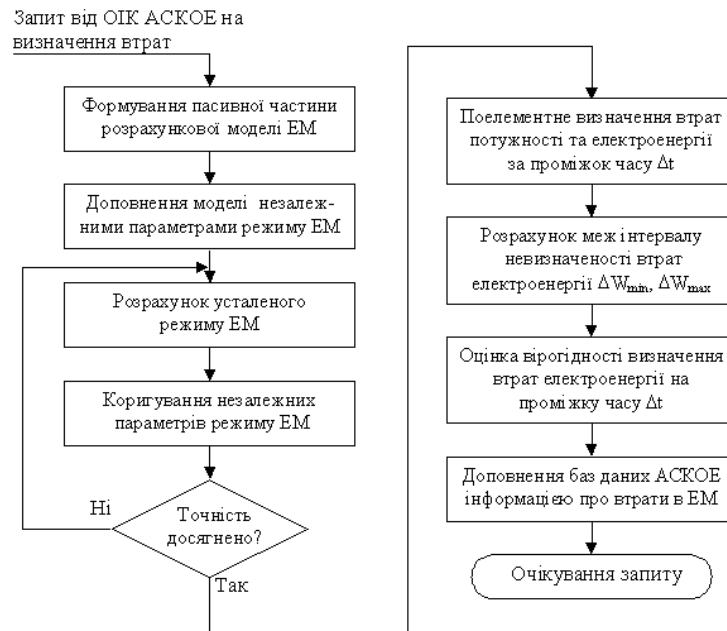 Запит від ОІК АСКОЕ на
визначення втрат
Формування пасивної частини
розрахункової моделі ЕМ
Доповнення моделі незалеж-
ними параметрами режиму ЕМ
Розрахунок усталеного
режиму ЕМ
Коригування незалежних
параметрів режиму ЕМ
Ні
Точність
досягнено?
Так
Поелементне визначення втрат
потужності та електроенергії
за проміжок часу Δt
Розрахунок меж інтервалу
невизначеності втрат
електроенергії ΔWmin, ΔWmax
Оцінка вірогідності визначення
втрат електроенергії на
проміжку часу Δt
Доповнення баз даних АСКОЕ
інформацією про втрати в ЕМ
Очікування запиту